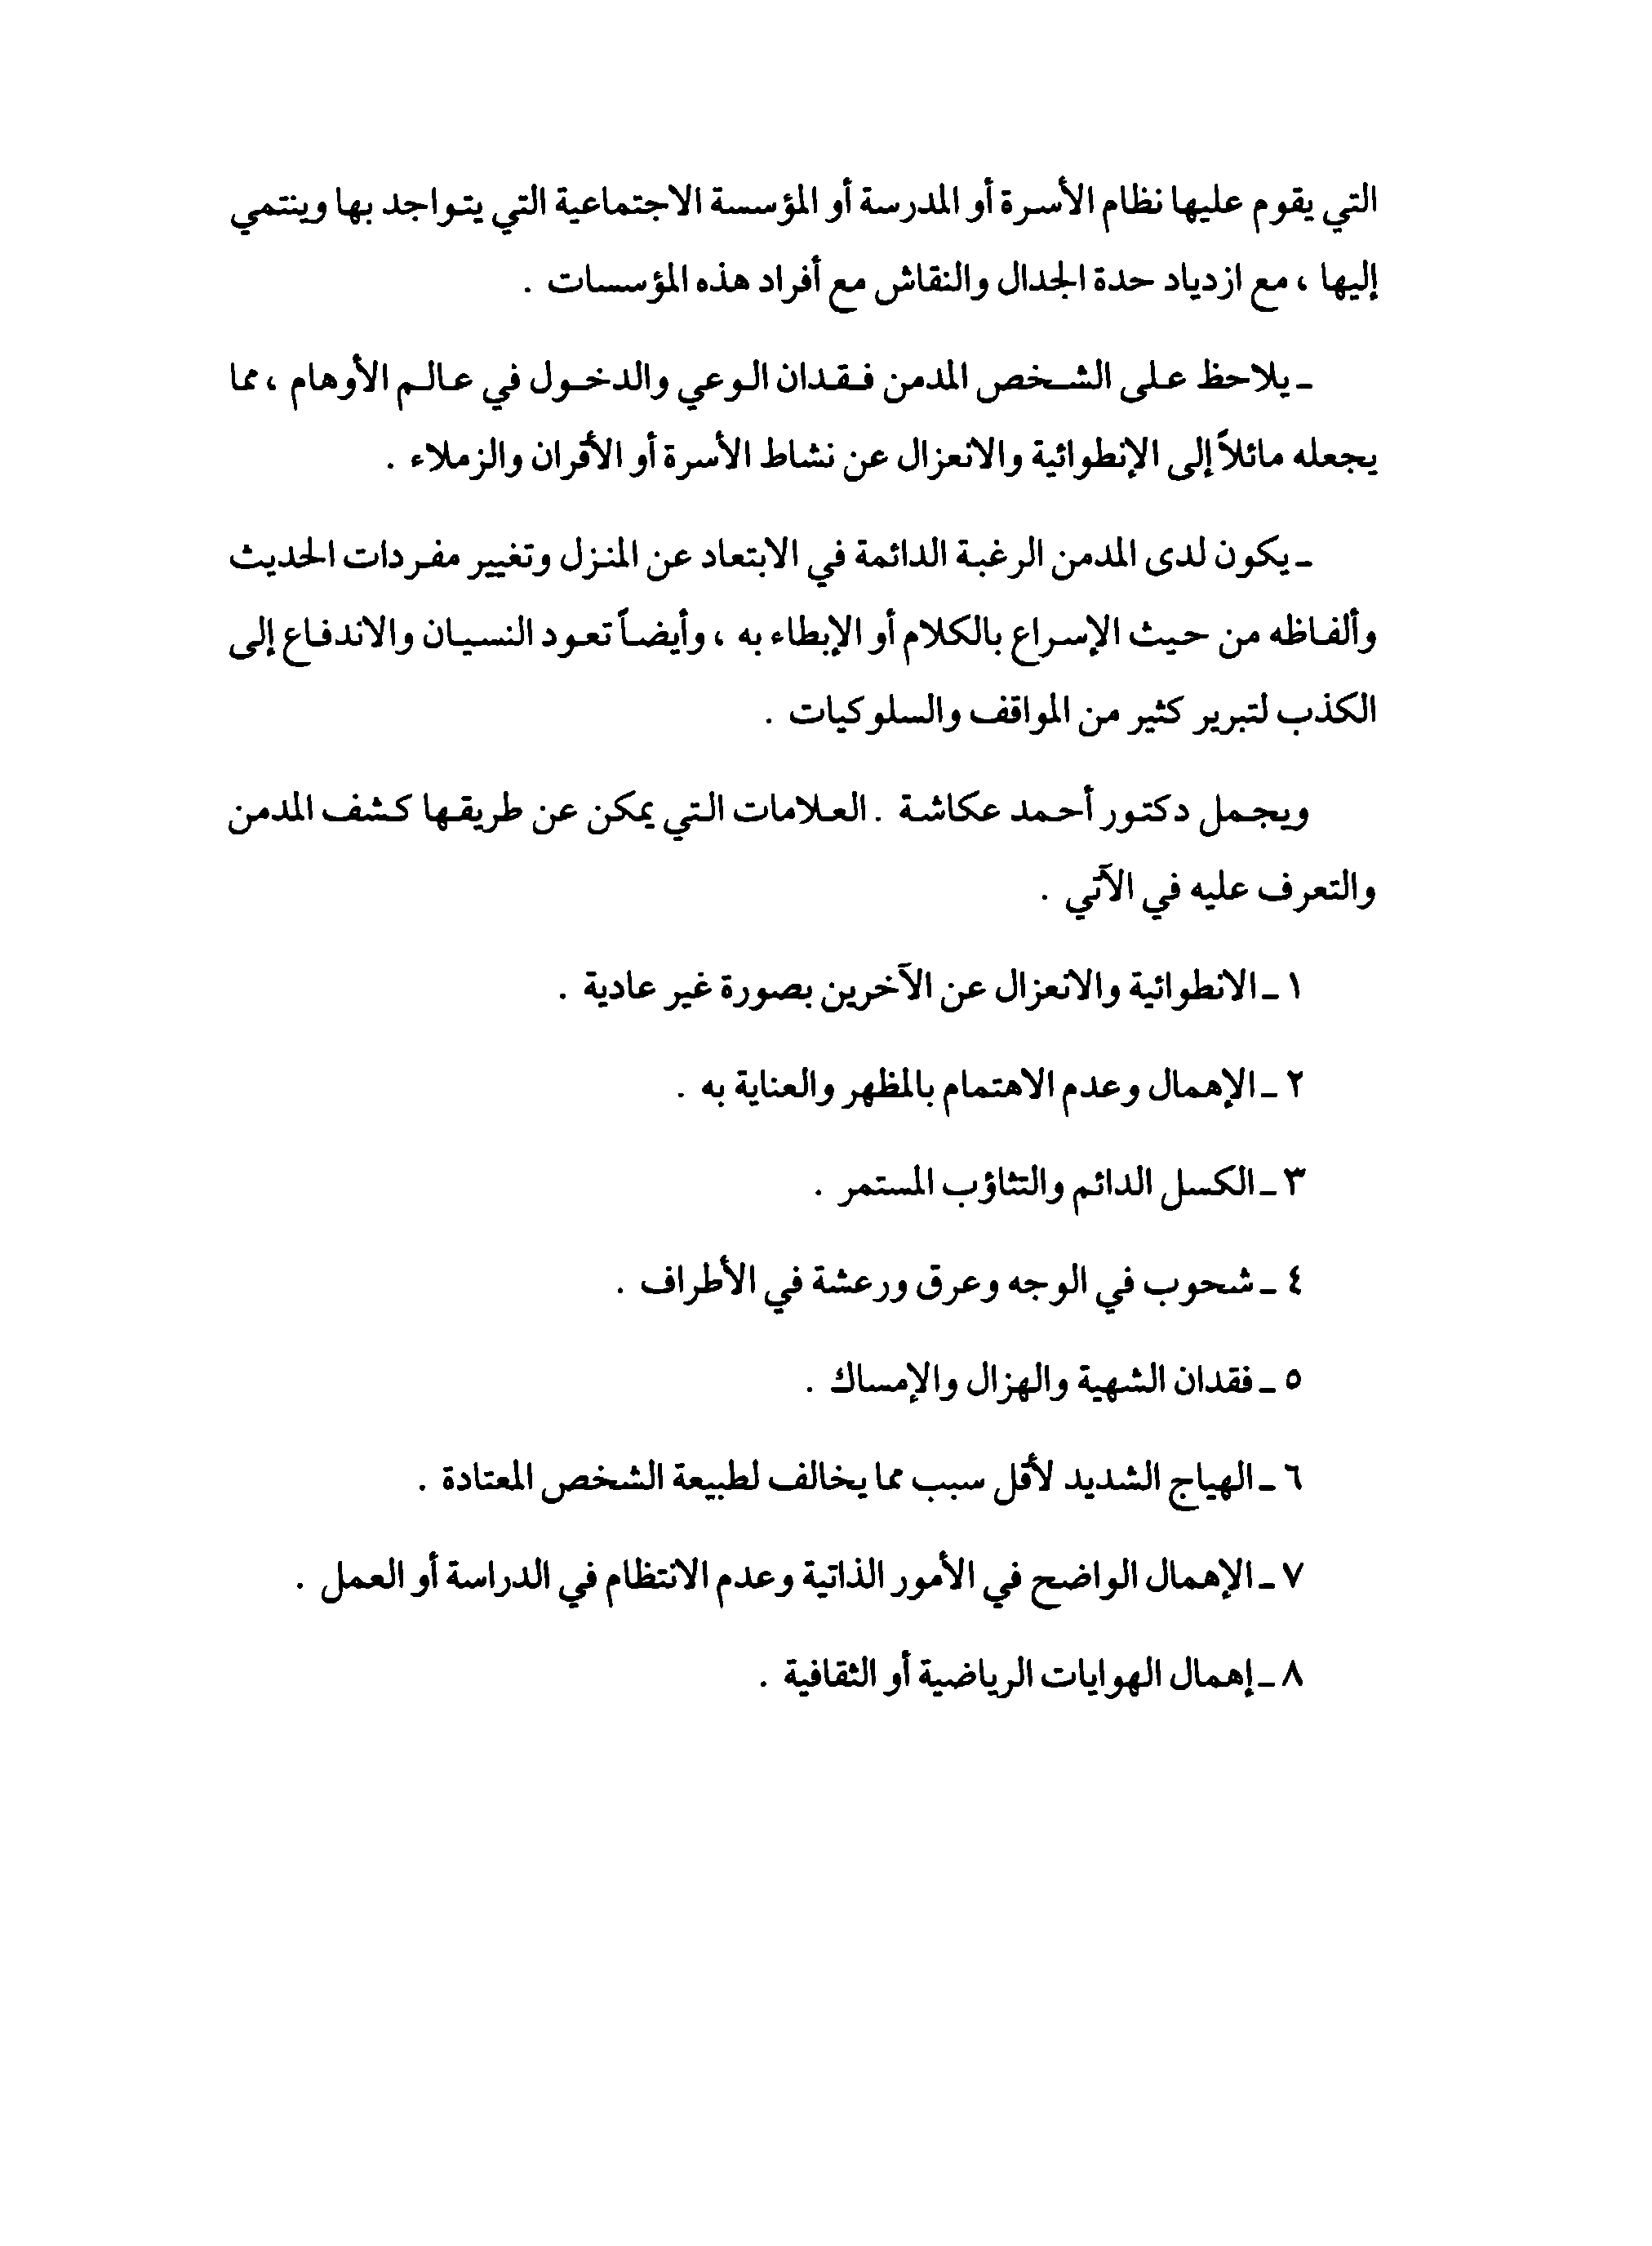 التي يقوم عليها نظام الأسرة أو المدرسة أو المؤسسة الاجتماعية التي يتواجد بها وينتمي
إليها ، مع ازدياد حدة الجدال والنقاش مع أفراد هذه المؤسسات .
ـ يلاحظ على الشخص المدمن فقدان الوعي والدخول في عالم الأوهام ، مما
يجعله مائلاً إلى الإنطوائية والانعزال عن نشاط الأسرة أو الأقران والزملاء .
ـ يكون لدى المدمن الرغبة الدائمة في الابتعاد عن المنزل وتغيير مفردات الحديث
وألفاظه من حيث الإسراع بالكلام أو الإبطاء به ، وأيضاً تعود النسيان والاندفاع إلى
الكذب لتبرير كثير من المواقف والسلوكيات .
ويجمل دكتور أحمد عكاشة . العلامات التي يمكن عن طريقها كشف المدمن
والتعرف عليه في الآتي .
١ ـ الانطوائية والانعزال عن الآخرين بصورة غير عادية .
٢ ـ الإهمال وعدم الاهتمام بالمظهر والعناية به .
٣ ـ الكسل الدائم والتثاؤب المستمر .
٤ ـ شحوب في الوجه وعرق ورعشة في الأطراف .
٥ ـ فقدان الشهية والهزال والإمساك .
٦ ـ الهياج الشديد لأقل سبب مما يخالف لطبيعة الشخص المعتادة .
٧ ـ الإهمال الواضح في الأمور الذاتية وعدم الانتظام في الدراسة أو العمل .
٨ ـ إهمال الهوايات الرياضية أو الثقافية .